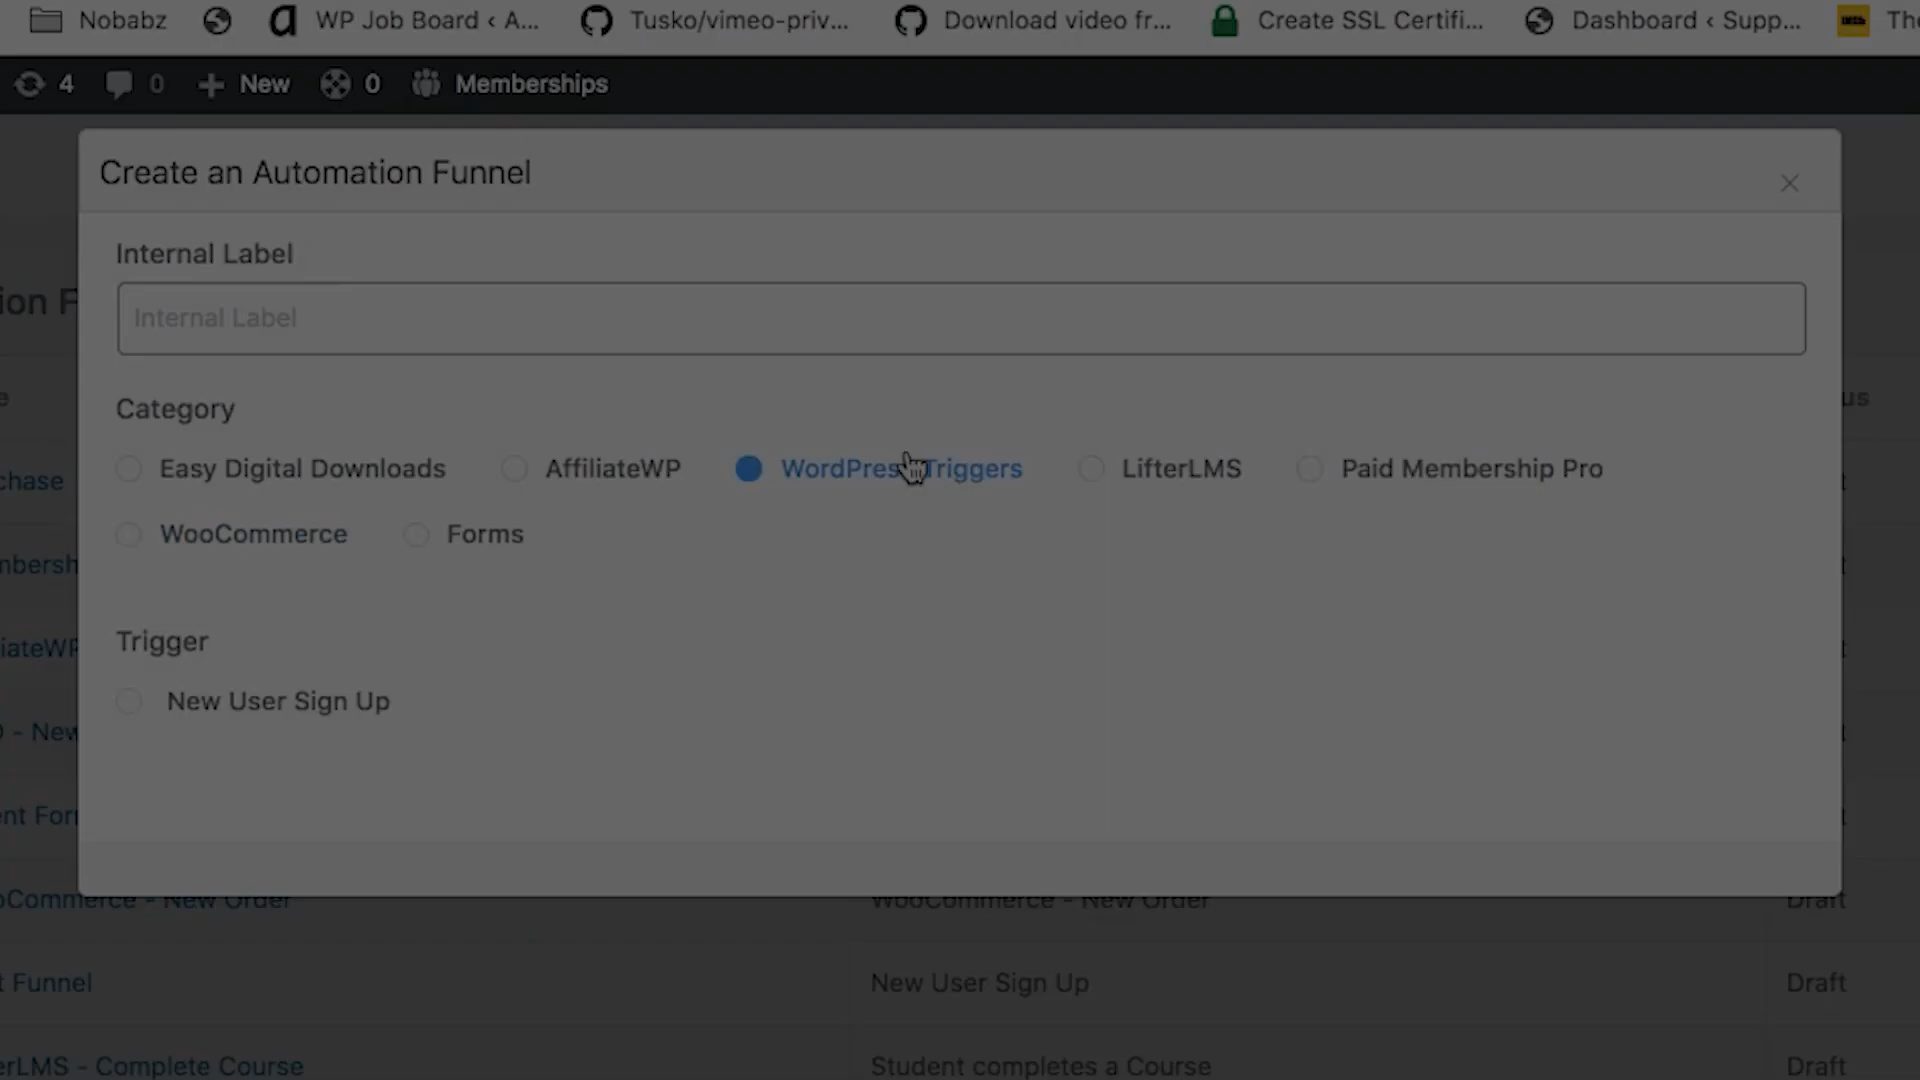 Nobabz WP Job Board ‹ A... Tusko/vimeo-priv... Download video fr... Create SSL Certifi... Dashboard ‹ Supp...
4 0 New 0 Memberships
Create an Automation Funnel
Internal Label
Internal Label
Category
Easy Digital Downloads AffiliateWP WordPress Triggers LifterLMS Paid Membership Pro
WooCommerce Forms
Trigger
New User Sign Up
WooCommerce - New Order Draft
Funnel New User Sign Up Draft
- Complete Course Student completes a Course Draft